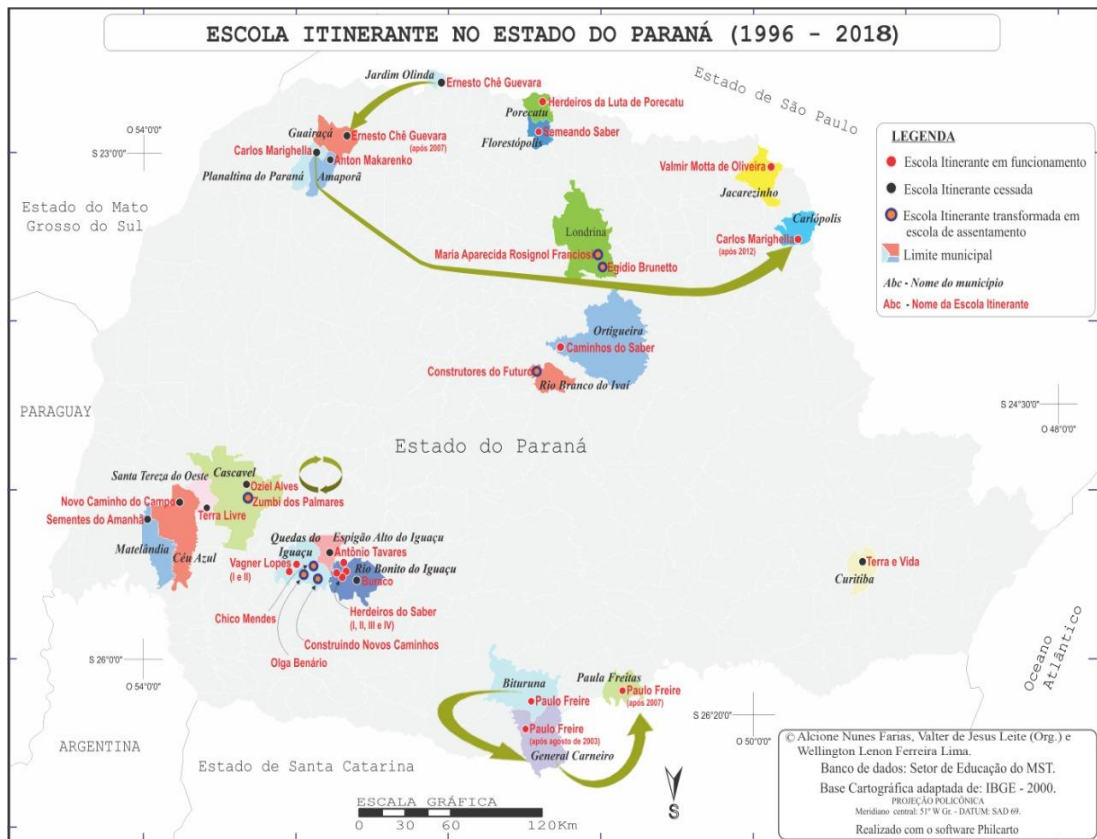 ESCOLA ITINERANTE NO ESTADO DO PARANÁ (1996 - 2018)
Jardim Olinda
Ernesto Chê Guevara
Estado de São Paulo
Herdeiros da Luta de Porecatu
Porecatu
Semeando Saber
Florestópolis
O 54°0'0"
S 23°0'0"
Guairaçá
Ernesto Chê Guevara
(após 2007)
Carlos Marighella
Anton Makarenko
Planaltina do Paraná
Amaporã
Valmir Motta de Oliveira
Jacarezinho
Carlópolis
Carlos Marighella
(após 2012)
Estado do Mato
Grosso do Sul
Londrina
Maria Aparecida Rosignol Franciosi
Egídio Brunetto
LEGENDA
Escola Itinerante em funcionamento
Escola Itinerante cessada
Escola Itinerante transformada em
escola de assentamento
Limite municipal
Abc - Nome do município
Abc - Nome da Escola Itinerante
Ortigueira
Caminhos do Saber
Construtores do Futuro
Rio Branco do Ivaí
S 24°30'0"
O 48°0'0"
PARAGUAY
Estado do Paraná
Santa Tereza do Oeste
Cascavel
Oziel Alves
Zumbi dos Palmares
Novo Caminho do Campo
Terra Livre
Sementes do Amanhã
Matelândia
Céu Azul
Quedas do
Iguaçu
Espigão Alto do Iguaçu
Antônio Tavares
Vagner Lopes
(I e II)
Rio Bonito do Iguaçu
Buraco
Chico Mendes
Herdeiros do Saber
(I, II, III e IV)
Construindo Novos Caminhos
Olga Benário
Terra e Vida
Curitiba
Oceano
Atlântico
S 26°0'0"
O 54°0'0"
Bituruna
Paulo Freire
Paula Freitas
Paulo Freire
(após 2007)
Paulo Freire
(após agosto de 2003)
General Carneiro
S 26°20'0"
O 50°0'0"
ARGENTINA
Estado de Santa Catarina
S
ESCALA GRÁFICA
0 30 60 120Km
© Alcione Nunes Farias, Valter de Jesus Leite (Org.) e
Wellington Lenon Ferreira Lima.
Banco de dados: Setor de Educação do MST.
Base Cartográfica adaptada de: IBGE - 2000.
PROJEÇÃO POLICÔNICA
Meridiano central: 51° W Gr. - DATUM: SAD 69.
Realizado com o software Philcarto